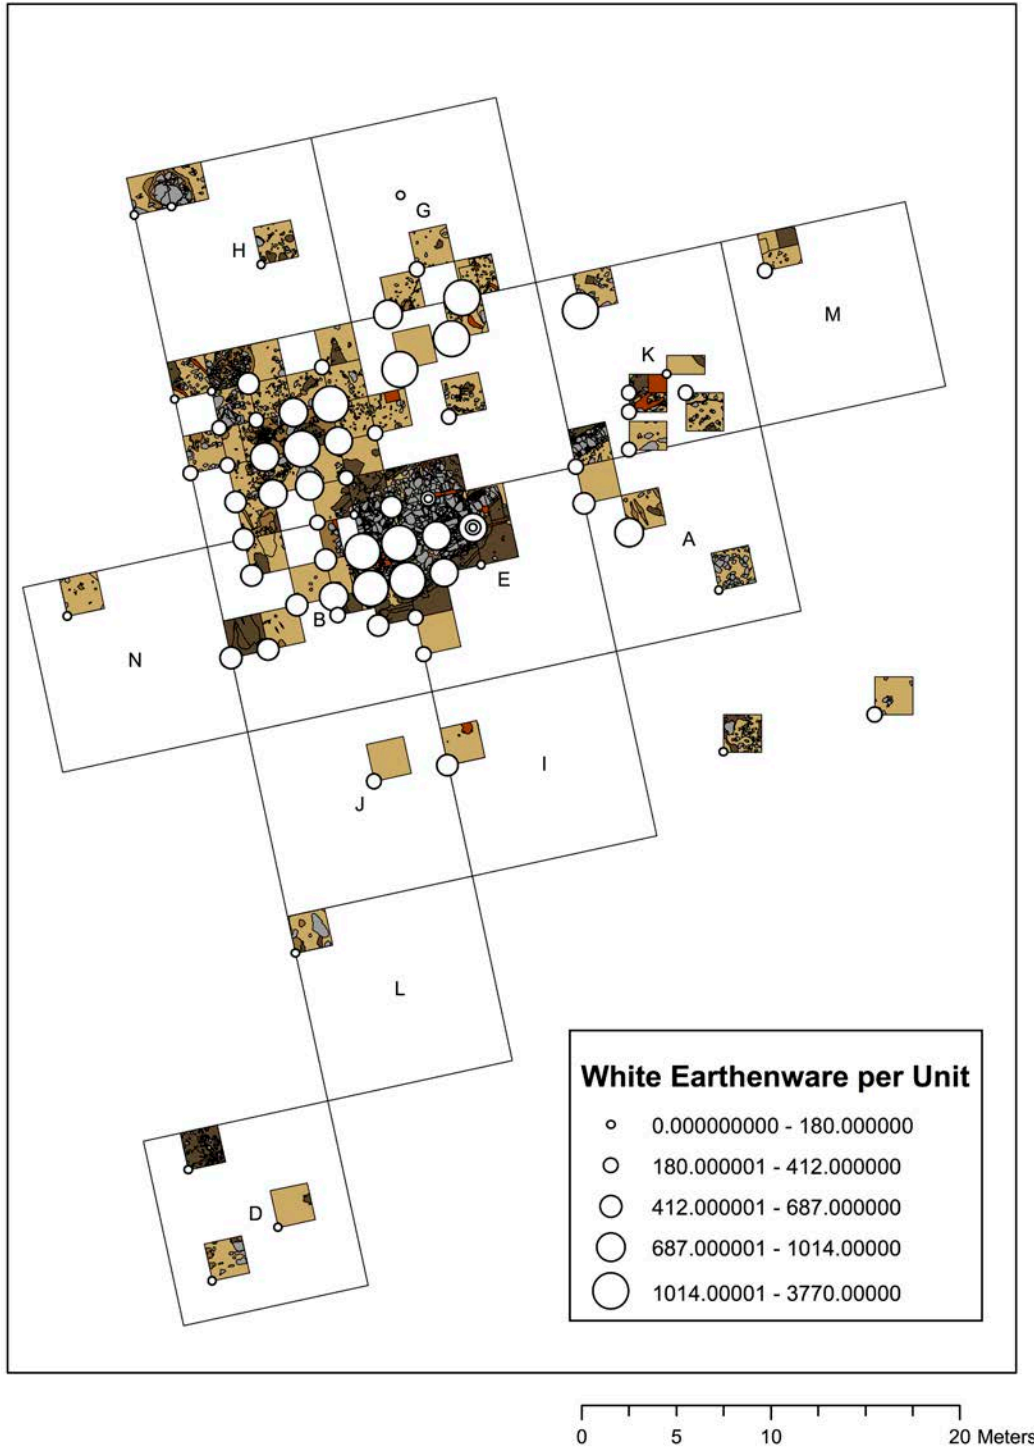 G
H
M
K
A
E
B
N
I
J
L
D
White Earthenware per Unit
0.000000000 - 180.000000
180.000001 - 412.000000
412.000001 - 687.000000
687.000001 - 1014.00000
1014.00001 - 3770.00000
0 5 10 20 Meters